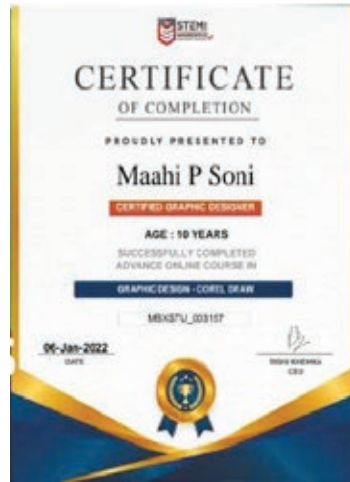 STEM
CERTIFICATE
OF COMPLETION
PROUDLY PRESENTED TO
Maahi P Soni
CERTIFIED GRAPHIC DESIGNER
AGE : 10 YEARS
SUCCESSFULLY COMPLETED
ADVANCE ONLINE COURSE IN
GRAPHIC DESIGN - COREL DRAW
06-Jan-2022
DATE
CEO